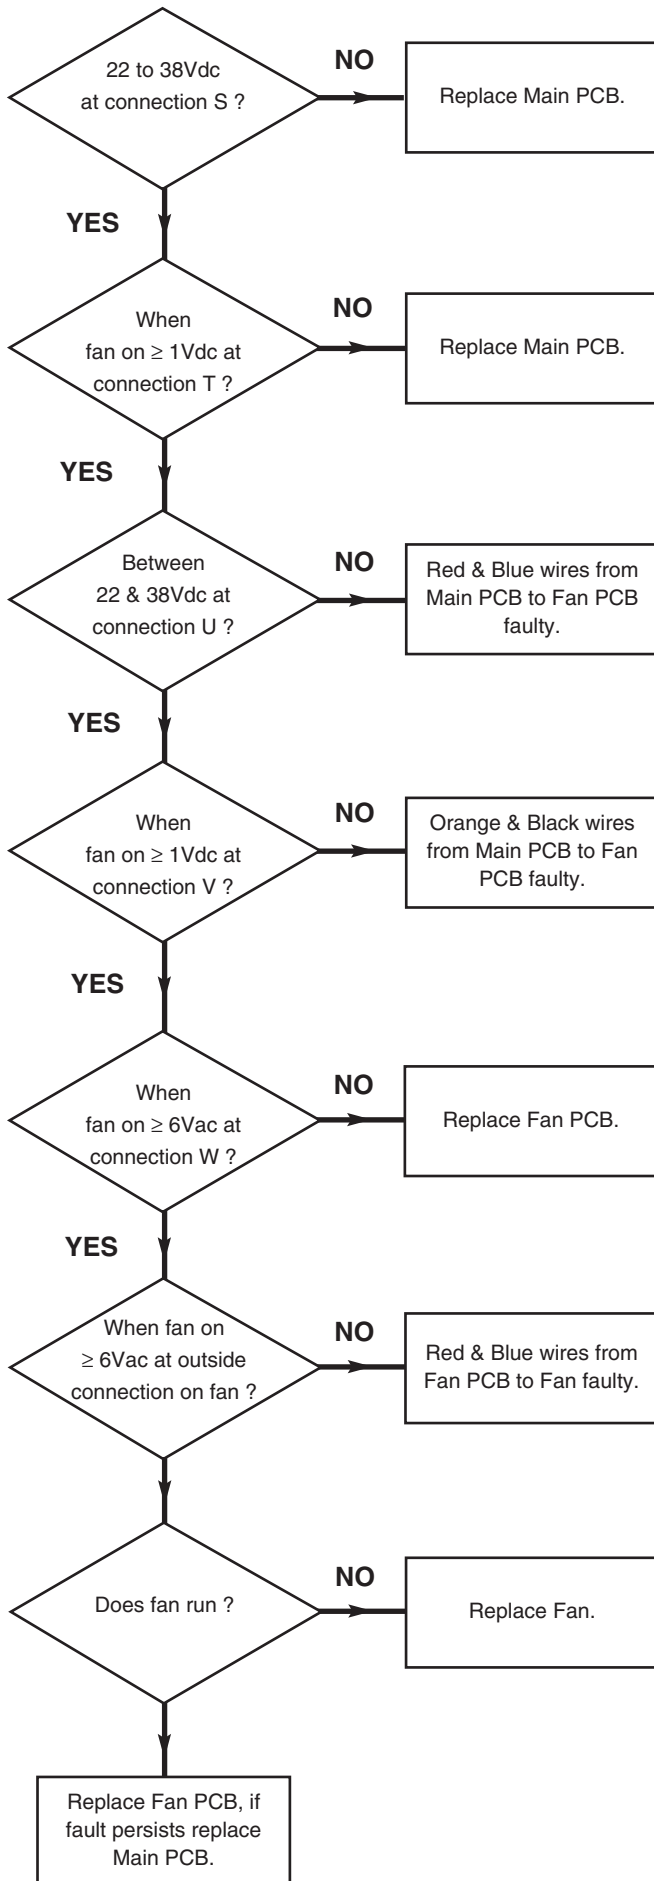 22 to 38Vdc
at connection S ?
NO
Replace Main PCB.
YES
When
fan on ≥ 1Vdc at
connection T ?
NO
Replace Main PCB.
YES
Between
22 & 38Vdc at
connection U ?
NO
Red & Blue wires from
Main PCB to Fan PCB
faulty.
YES
When
fan on ≥ 1Vdc at
connection V ?
NO
Orange & Black wires
from Main PCB to Fan
PCB faulty.
YES
When
fan on ≥ 6Vac at
connection W ?
NO
Replace Fan PCB.
YES
When fan on
≥ 6Vac at outside
connection on fan ?
NO
Red & Blue wires from
Fan PCB to Fan faulty.
Does fan run ?
NO
Replace Fan.
Replace Fan PCB, if
fault persists replace
Main PCB.